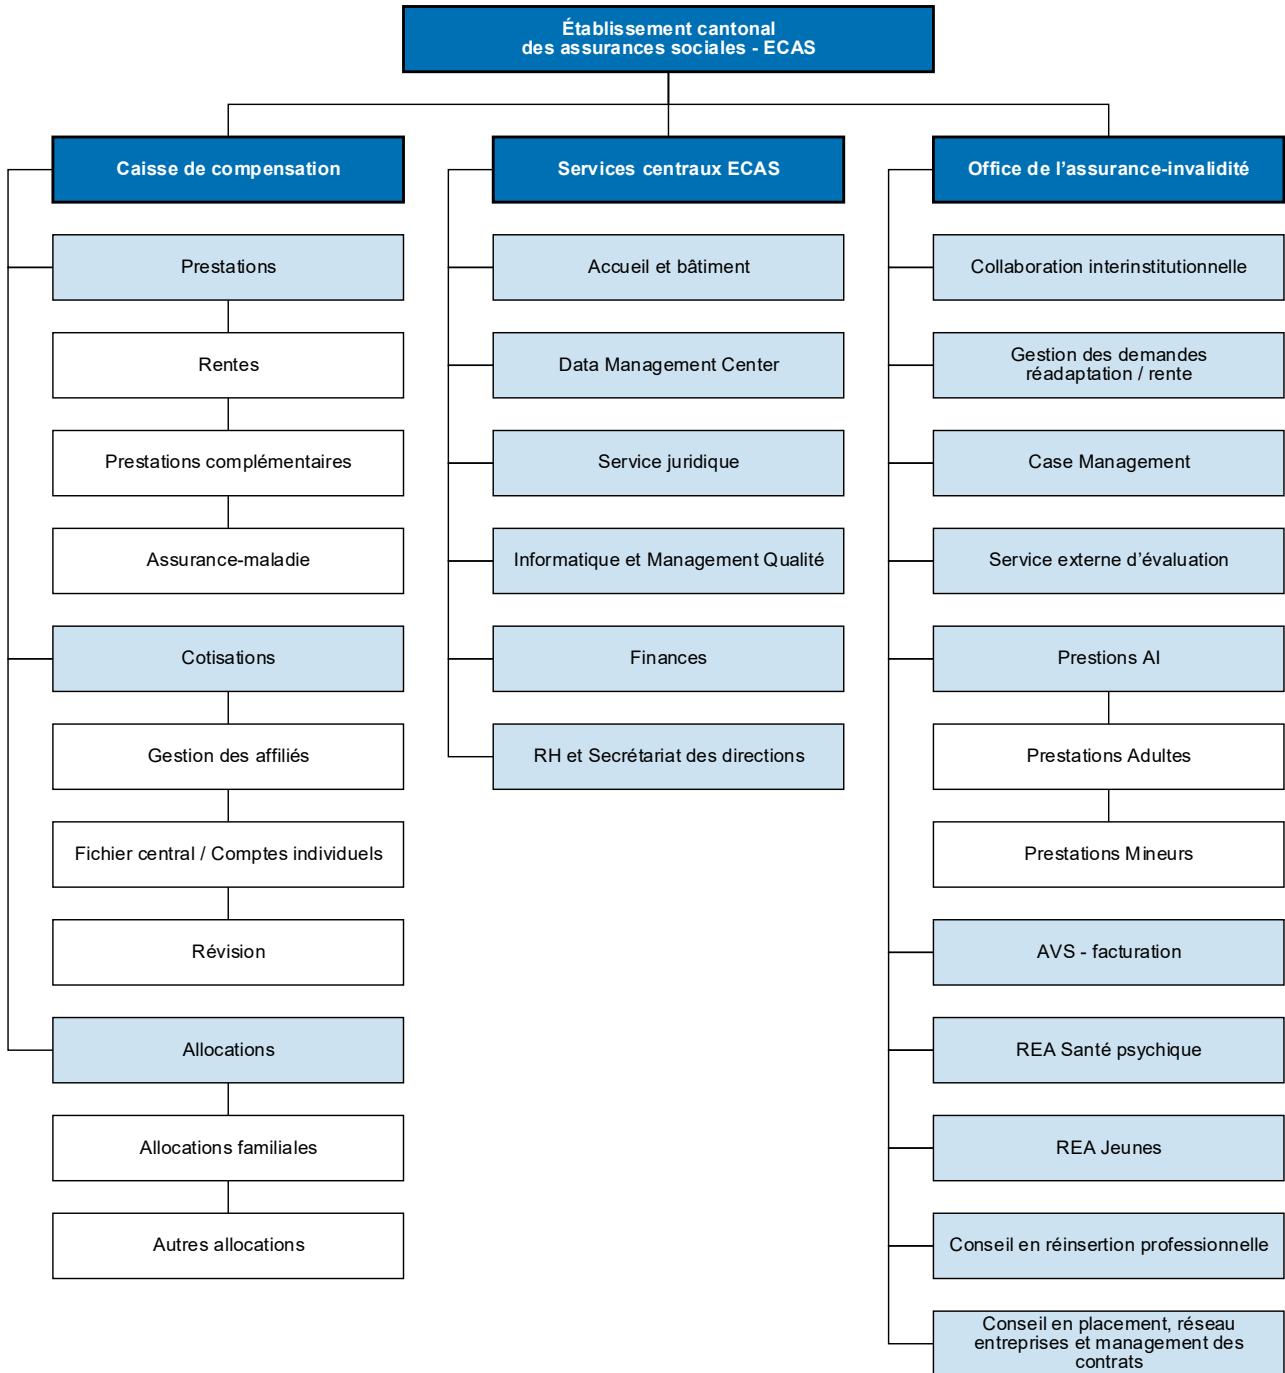 Établissement cantonal
des assurances sociales - ECAS
Caisse de compensation
Prestations
Rentes
Prestations complémentaires
Assurance-maladie
Cotisations
Gestion des affiliés
Fichier central / Comptes individuels
Révision
Allocations
Allocations familiales
Autres allocations
Services centraux ECAS
Accueil et bâtiment
Data Management Center
Service juridique
Informatique et Management Qualité
Finances
RH et Secrétariat des directions
Office de l’assurance-invalidité
Collaboration interinstitutionnelle
Gestion des demandes
réadaptation / rente
Case Management
Service externe d’évaluation
Prestions AI
Prestations Adultes
Prestations Mineurs
AVS - facturation
REA Santé psychique
REA Jeunes
Conseil en réinsertion professionnelle
Conseil en placement, réseau
entreprises et management des
contrats